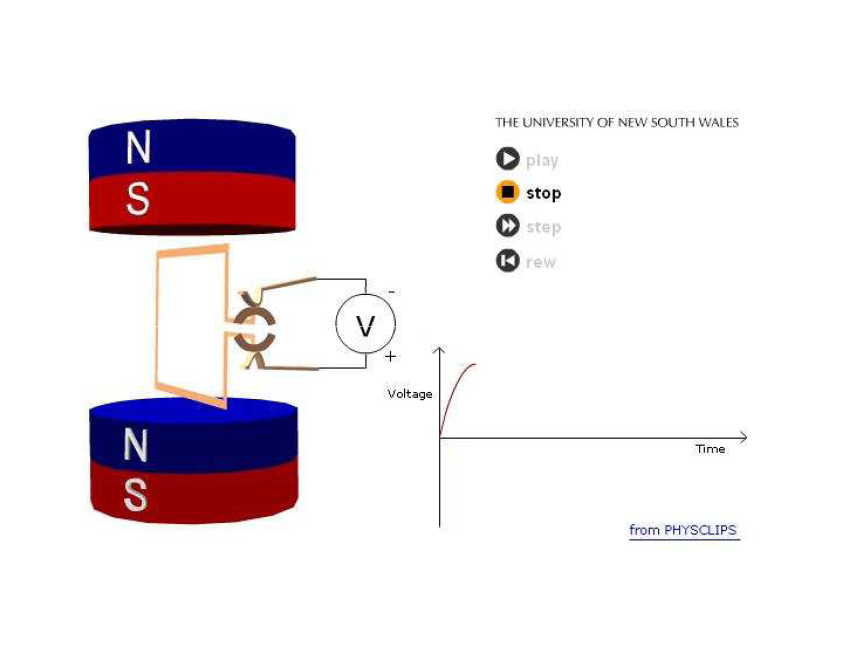 THE UNIVERSITY OF NEW SOUTH WALES
N
S
play
stop
step
rew
-
V
+
Voltage
Time
N
S
from PHYSCLIPS